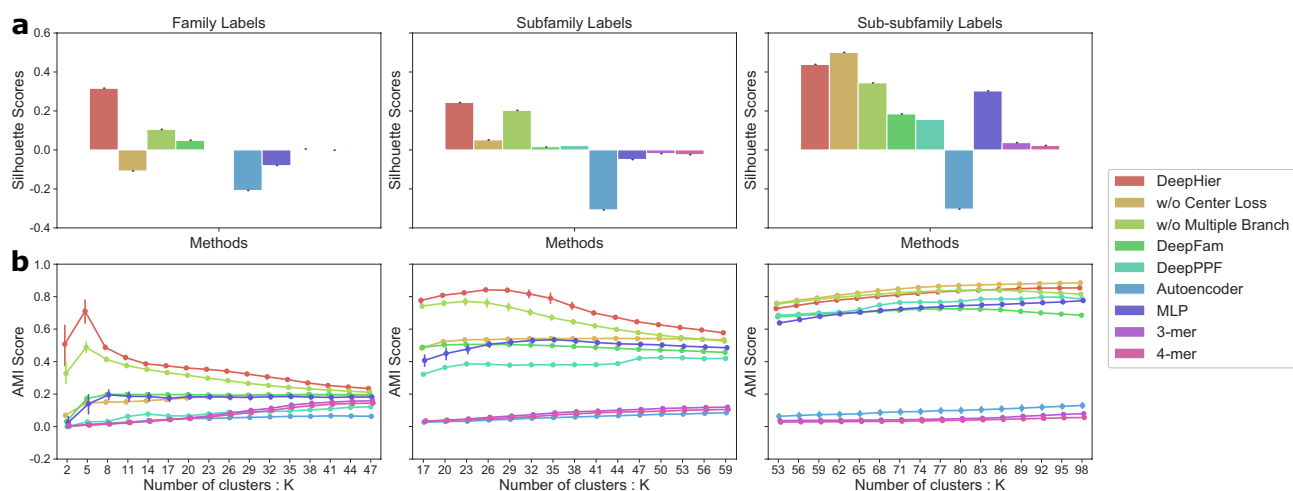 a
Family Labels
Subfamily Labels
Sub-subfamily Labels
Silhouette Scores
0.6
0.4
0.2
0.0
-0.2
-0.4
Silhouette Scores
Silhouette Scores
Methods
Methods
Methods
DeepHier
w/o Center Loss
w/o Multiple Branch
DeepFam
DeepPPF
Autoencoder
MLP
3-mer
4-mer
b
AMI Score
1.0
0.8
0.6
0.4
0.2
0.0
-0.2
AMI Score
AMI Score
2 5 8 11 14 17 20 23 26 29 32 35 38 41 44 47
17 20 23 26 29 32 35 38 41 44 47 50 53 56 59
53 56 59 62 65 68 71 74 77 80 83 86 89 92 95 98
Number of clusters : K
Number of clusters : K
Number of clusters : K